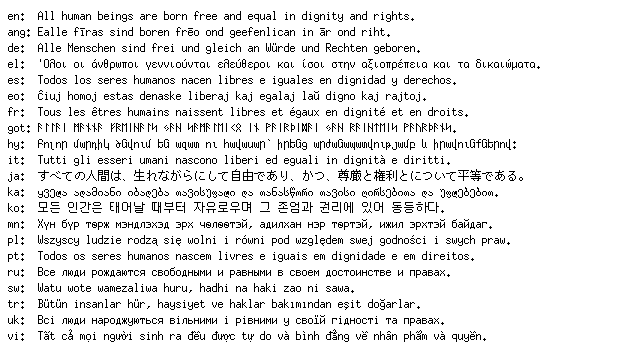 en: All human beings are born free and equal in dignity and rights.
ang: Ealle fīras sind boren frēo ond geefenlican in ār ond riht.
de: Alle Menschen sind frei und gleich an Würde und Rechten geboren.
el: 'Ολοι οι άνθρωποι γεννιούνται ελεύθεροι και ίσοι στην αξιοπρέπεια και τα δικαιώματα.
es: Todos los seres humanos nacen libres e iguales en dignidad y derechos.
eo: Ĉiuj homoj estas denaske liberaj kaj egalaj laŭ digno kaj rajtoj.
fr: Tous les êtres humains naissent libres et égaux en dignité et en droits.
got: ᚨᛚᛚᚨᛁ ᛗᚨᚾᚾᚨ ᚠᚱᛖᛁᚺᚨᛚᛋ ᛃᚨᚺ ᛋᚨᛗᚨᛚᛖᛁᚲᛟ ᛁᚾ ᚹᚨᛁᚱᚦᛁᛞᚨᛁ ᛃᚨᚺ ᚱᚨᛁᚺᛏᛖᛁᛋ ᚹᚨᚢᚱᚦᚨᚾᛋ.
hy: Բոլոր մարդիկ ծնվում են ազատ ու հավասար՝ իրենց արժանապատվությամբ և իրավունքներով:
it: Tutti gli esseri umani nascono liberi ed eguali in dignità e diritti.
ja: すべての人間は、生れながらにして自由であり、かつ、尊厳と権利とについて平等である。
ka: ყველა ადამიანი იბადება თავისუფალი და თანასწორი თავისი ღირსებითა და უფლებებით.
ko: 모든 인간은 태어날 때부터 자유로우며 그 존엄과 권리에 있어 동등하다.
mn: Хүн бүр төрж мэндлэхэд эрх чөлөөтэй, адилхан нэр төртэй, ижил эрхтэй байдаг.
pl: Wszyscy ludzie rodzą się wolni i równi pod względem swej godności i swych praw.
pt: Todos os seres humanos nascem livres e iguais em dignidade e em direitos.
ru: Все люди рождаются свободными и равными в своем достоинстве и правах.
sw: Watu wote wamezaliwa huru, hadhi na haki zao ni sawa.
tr: Bütün insanlar hür, haysiyet ve haklar bakımından eşit doğarlar.
uk: Всі люди народжуються вільними і рівними у своїй гідності та правах.
vi: Tất cả mọi người sinh ra đều được tự do và bình đẳng về nhân phẩm và quyền.